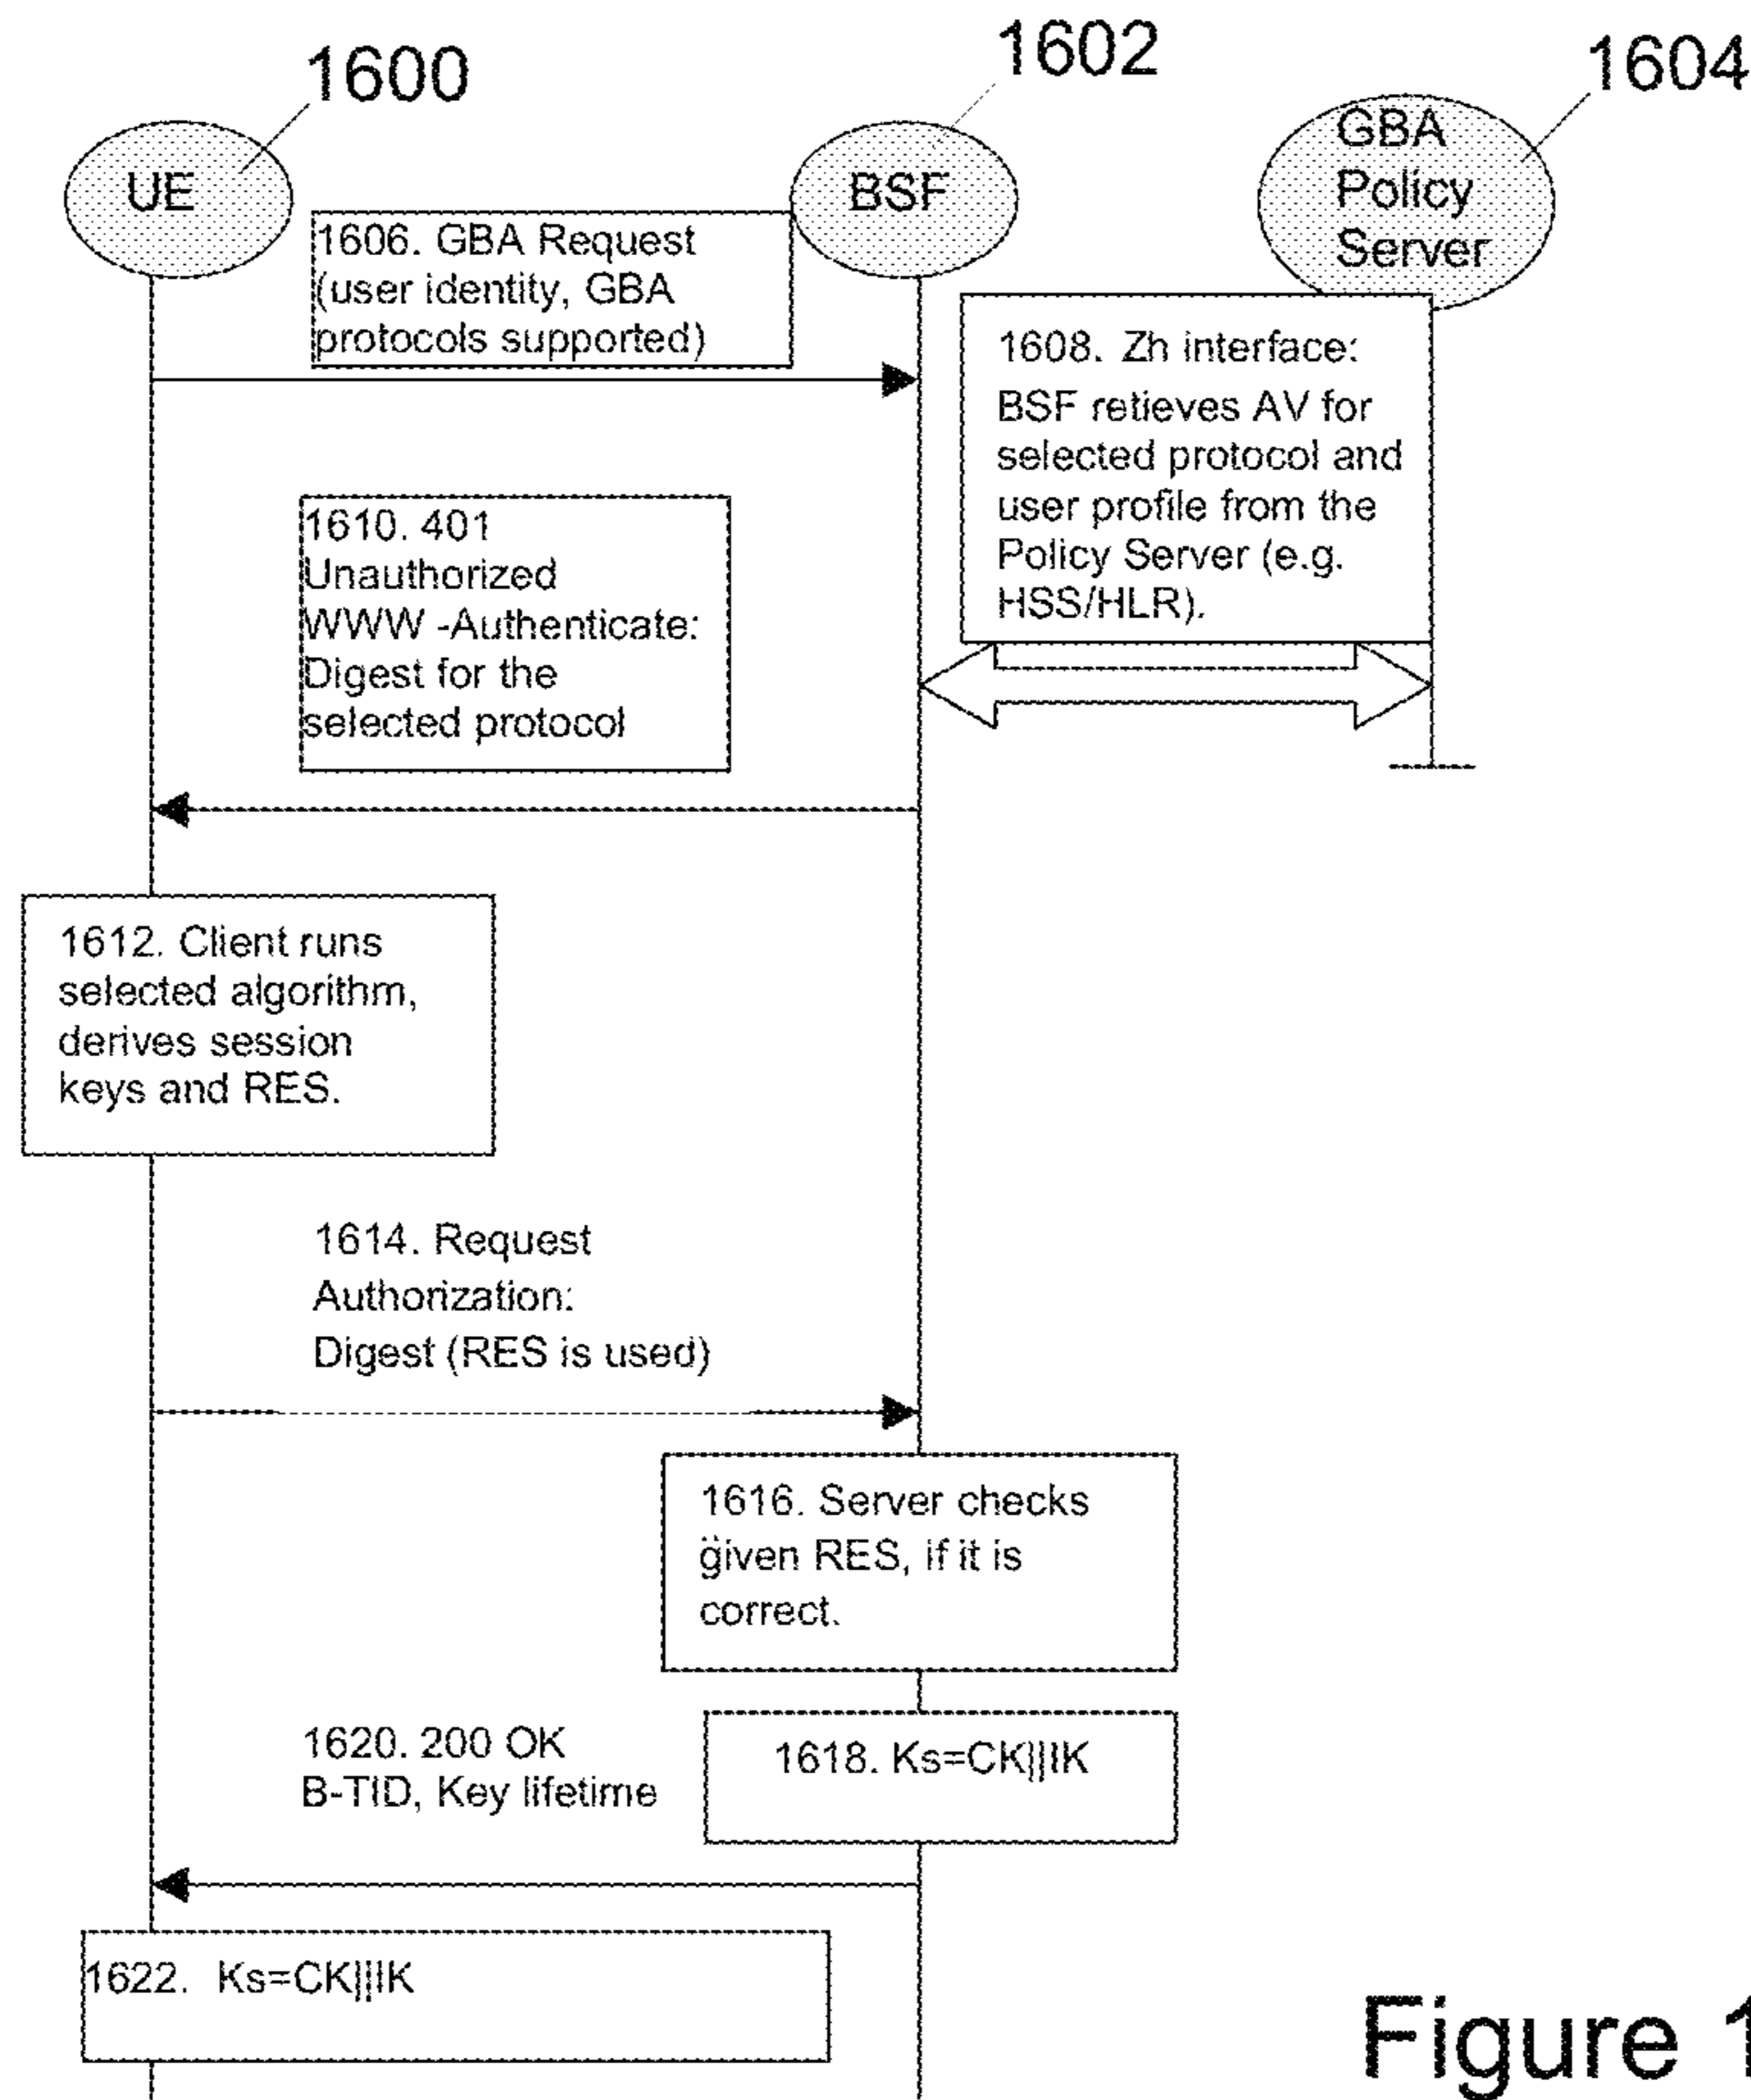 1600
1602
1604
UE
BSF
GBA
Policy
Server
1606. GBA Request
(user identity, GBA
protocols supported)
1608. Zh interface:
BSF retieves AV for
selected protocol and
user profile from the
Policy Server (e.g.
HSS/HLR).
1610. 401
Unauthorized
WWW -Authenticate:
Digest for the
selected protocol
1612. Client runs
selected algorithm,
derives session
keys and RES.
1614. Request
Authorization:
Digest (RES is used)
1616. Server checks
given RES, if it is
correct.
1618. Ks=CK||IK
1620. 200 OK
B-TID, Key lifetime
1622. Ks=CK||IK
Figure 1